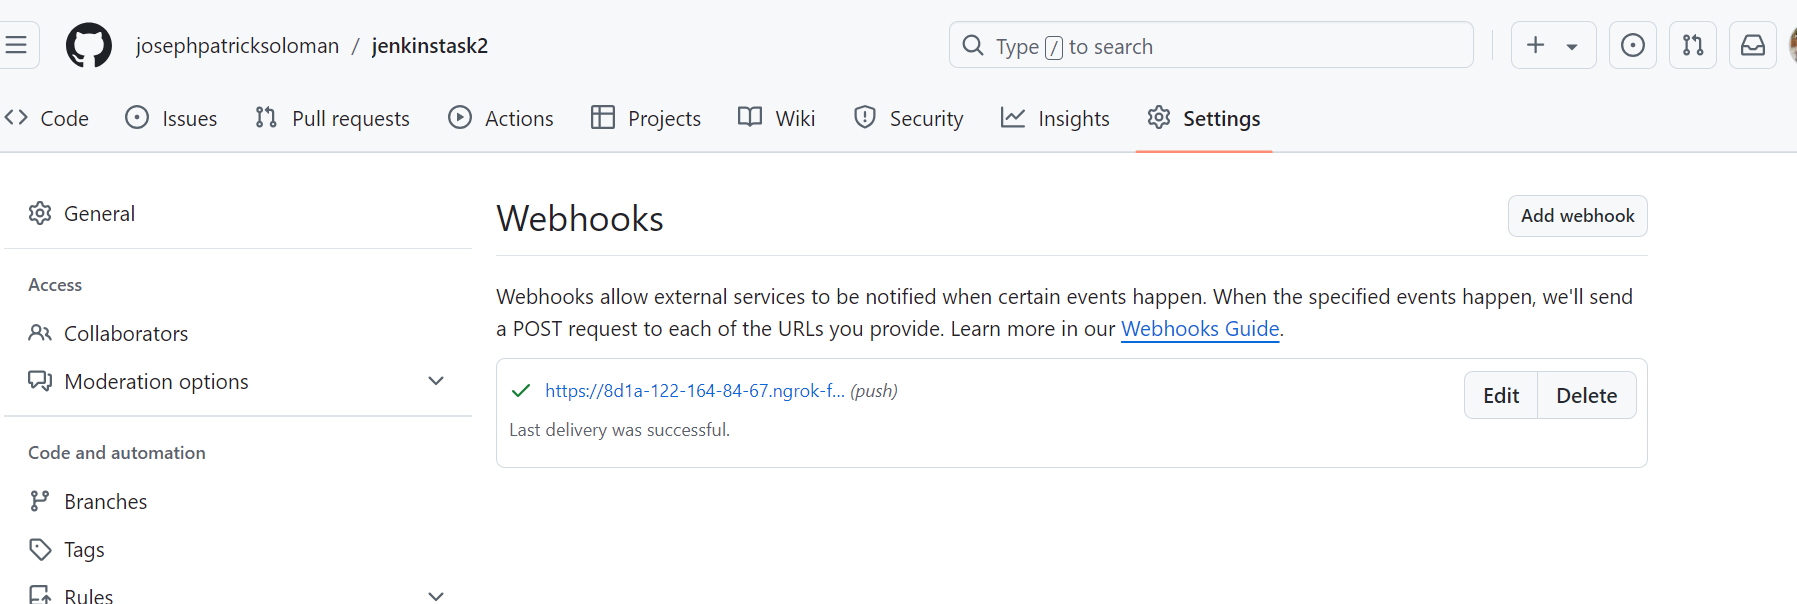 josephpatricksoloman / jenkinstask2
Type / to search
Code Issues Pull requests Actions Projects Wiki Security Insights Settings
General
Access
Collaborators
Moderation options
Code and automation
Branches
Tags
Rules
Webhooks
Add webhook
Webhooks allow external services to be notified when certain events happen. When the specified events happen, we'll send
a POST request to each of the URLs you provide. Learn more in our Webhooks Guide.
https://8d1a-122-164-84-67.ngrok-f... (push)
Last delivery was successful.
Edit Delete